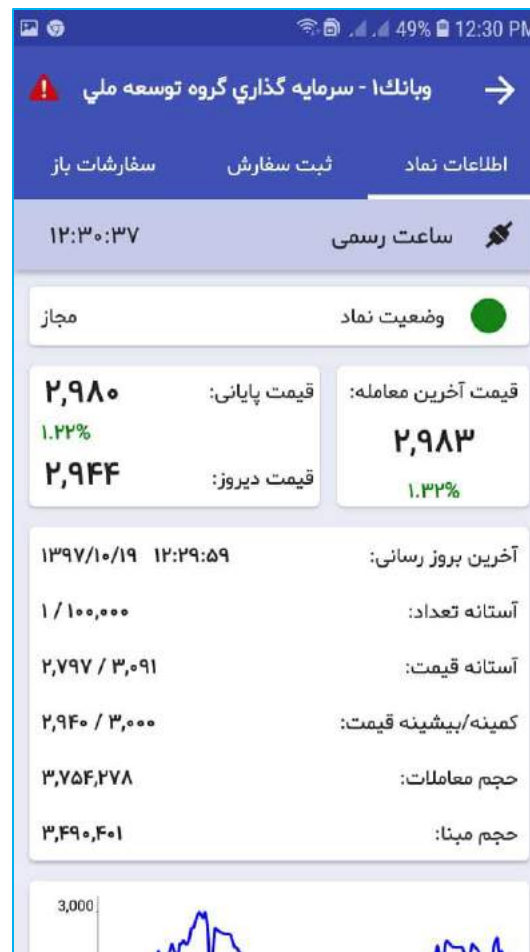 49% 12:30 PM
وبانك۱ - سرمايه گذاري گروه توسعه ملي
اطلاعات نماد ثبت سفارش سفارشات باز
ساعت رسمی ۱۲:۳۰:۳۷
وضعیت نماد مجاز
قیمت آخرین معامله:
۲,۹۸۳
۱.۳۲%
قیمت پایانی: ۲,۹۸۰
۱.۲۲%
قیمت دیروز: ۲,۹۴۴
آخرین بروز رسانی: ۱۳۹۷/۱۰/۱۹ ۱۲:۲۹:۵۹
آستانه تعداد: ۱ / ۱۰۰,۰۰۰
آستانه قیمت: ۲,۷۹۷ / ۳,۰۹۱
کمینه/بیشینه قیمت: ۲,۹۴۰ / ۳,۰۰۰
حجم معاملات: ۳,۷۵۴,۲۷۸
حجم مبنا: ۳,۴۹۰,۴۰۱
3,000